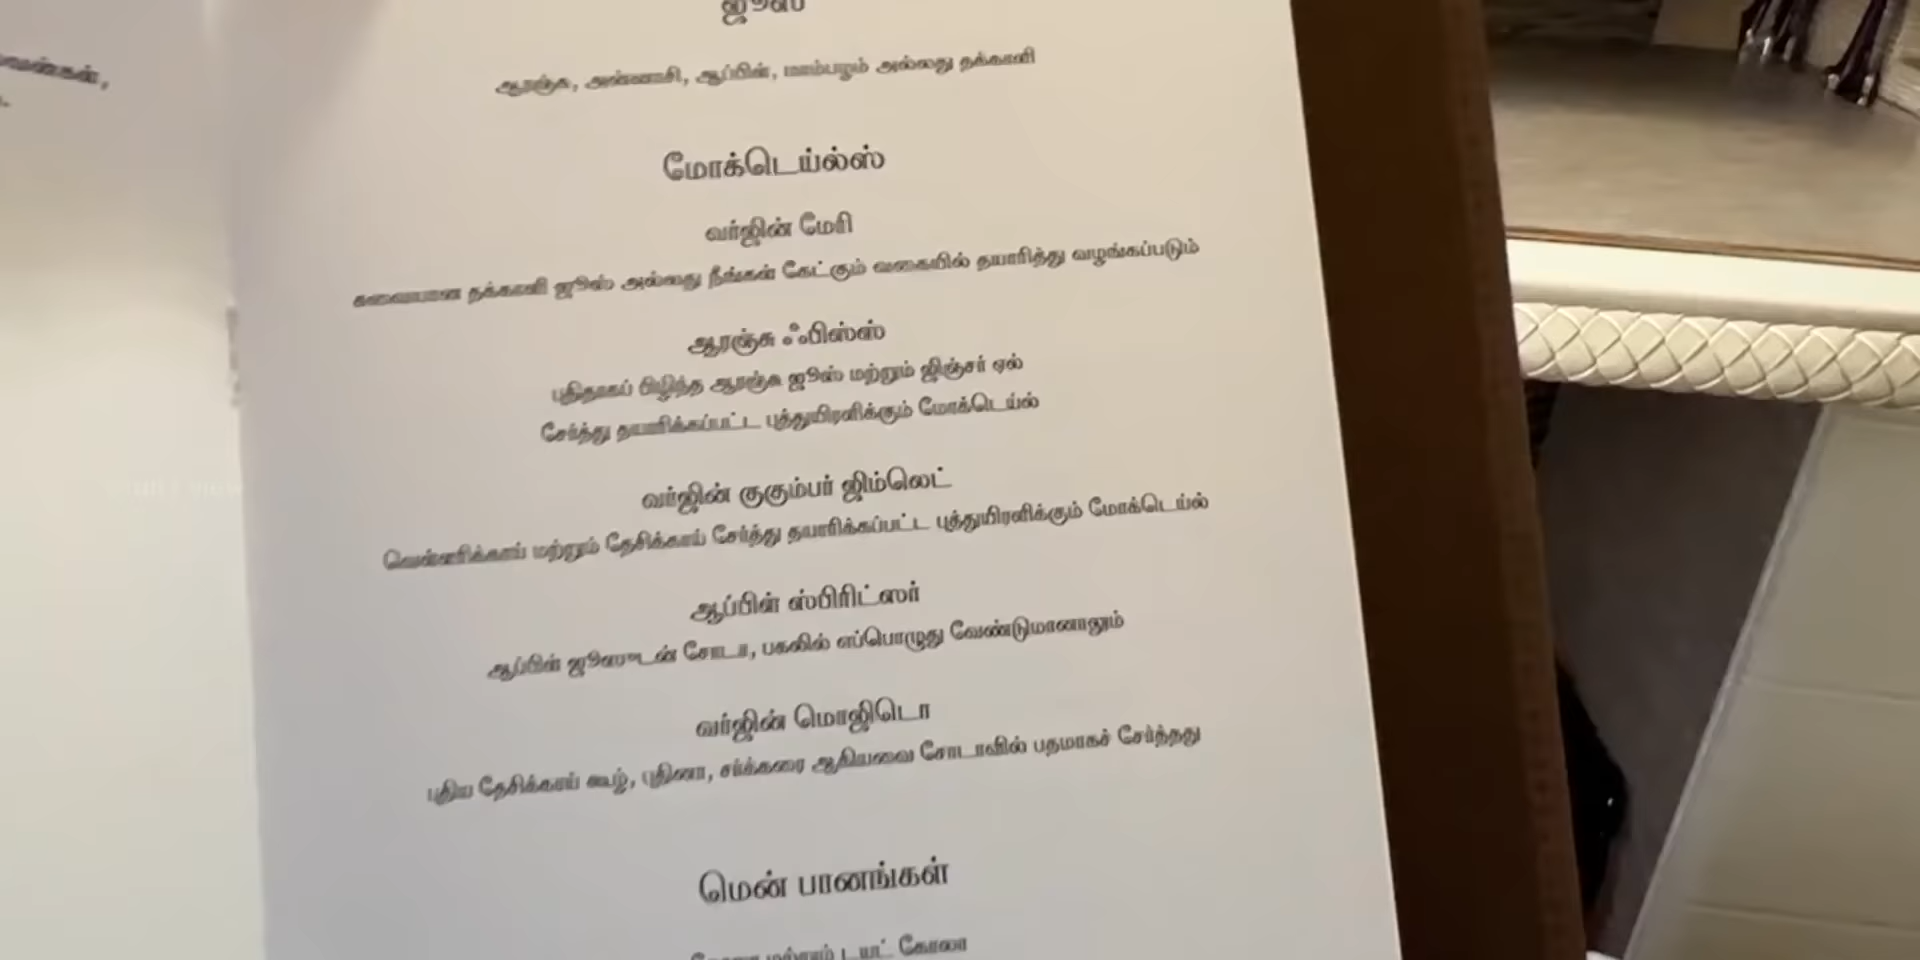 ஜூஸ்
ஆரஞ்சு, அன்னாசி, ஆப்பிள், மாம்பழம் அல்லது தக்காளி
மோக்டெய்ல்ஸ்
வர்ஜின் மேரி
சுவையான தக்காளி ஜூஸ் அல்லது நீங்கள் கேட்கும் வகையில் தயாரித்து வழங்கப்படும்
ஆரஞ்சு ஃபிஸ்ஸ்
புதிதாகப் பிழிந்த ஆரஞ்சு ஜூஸ் மற்றும் ஜிஞ்சர் ஏல்
சேர்த்து தயாரிக்கப்பட்ட புத்துயிரளிக்கும் மோக்டெய்ல்
வர்ஜின் குகும்பர் ஜிம்லெட்
வெள்ளரிக்காய் மற்றும் தேசிக்காய் சேர்த்து தயாரிக்கப்பட்ட புத்துயிரளிக்கும் மோக்டெய்ல்
ஆப்பிள் ஸ்பிரிட்ஸர்
ஆப்பிள் ஜூஸுடன் சோடா, பகலில் எப்பொழுது வேண்டுமானாலும்
வர்ஜின் மொஜிடொ
புதிய தேசிக்காய் கூழ், புதினா, சர்க்கரை ஆகியவை சோடாவில் பதமாகச் சேர்த்தது
மென் பானங்கள்
மற்றும் டயட் கோலா